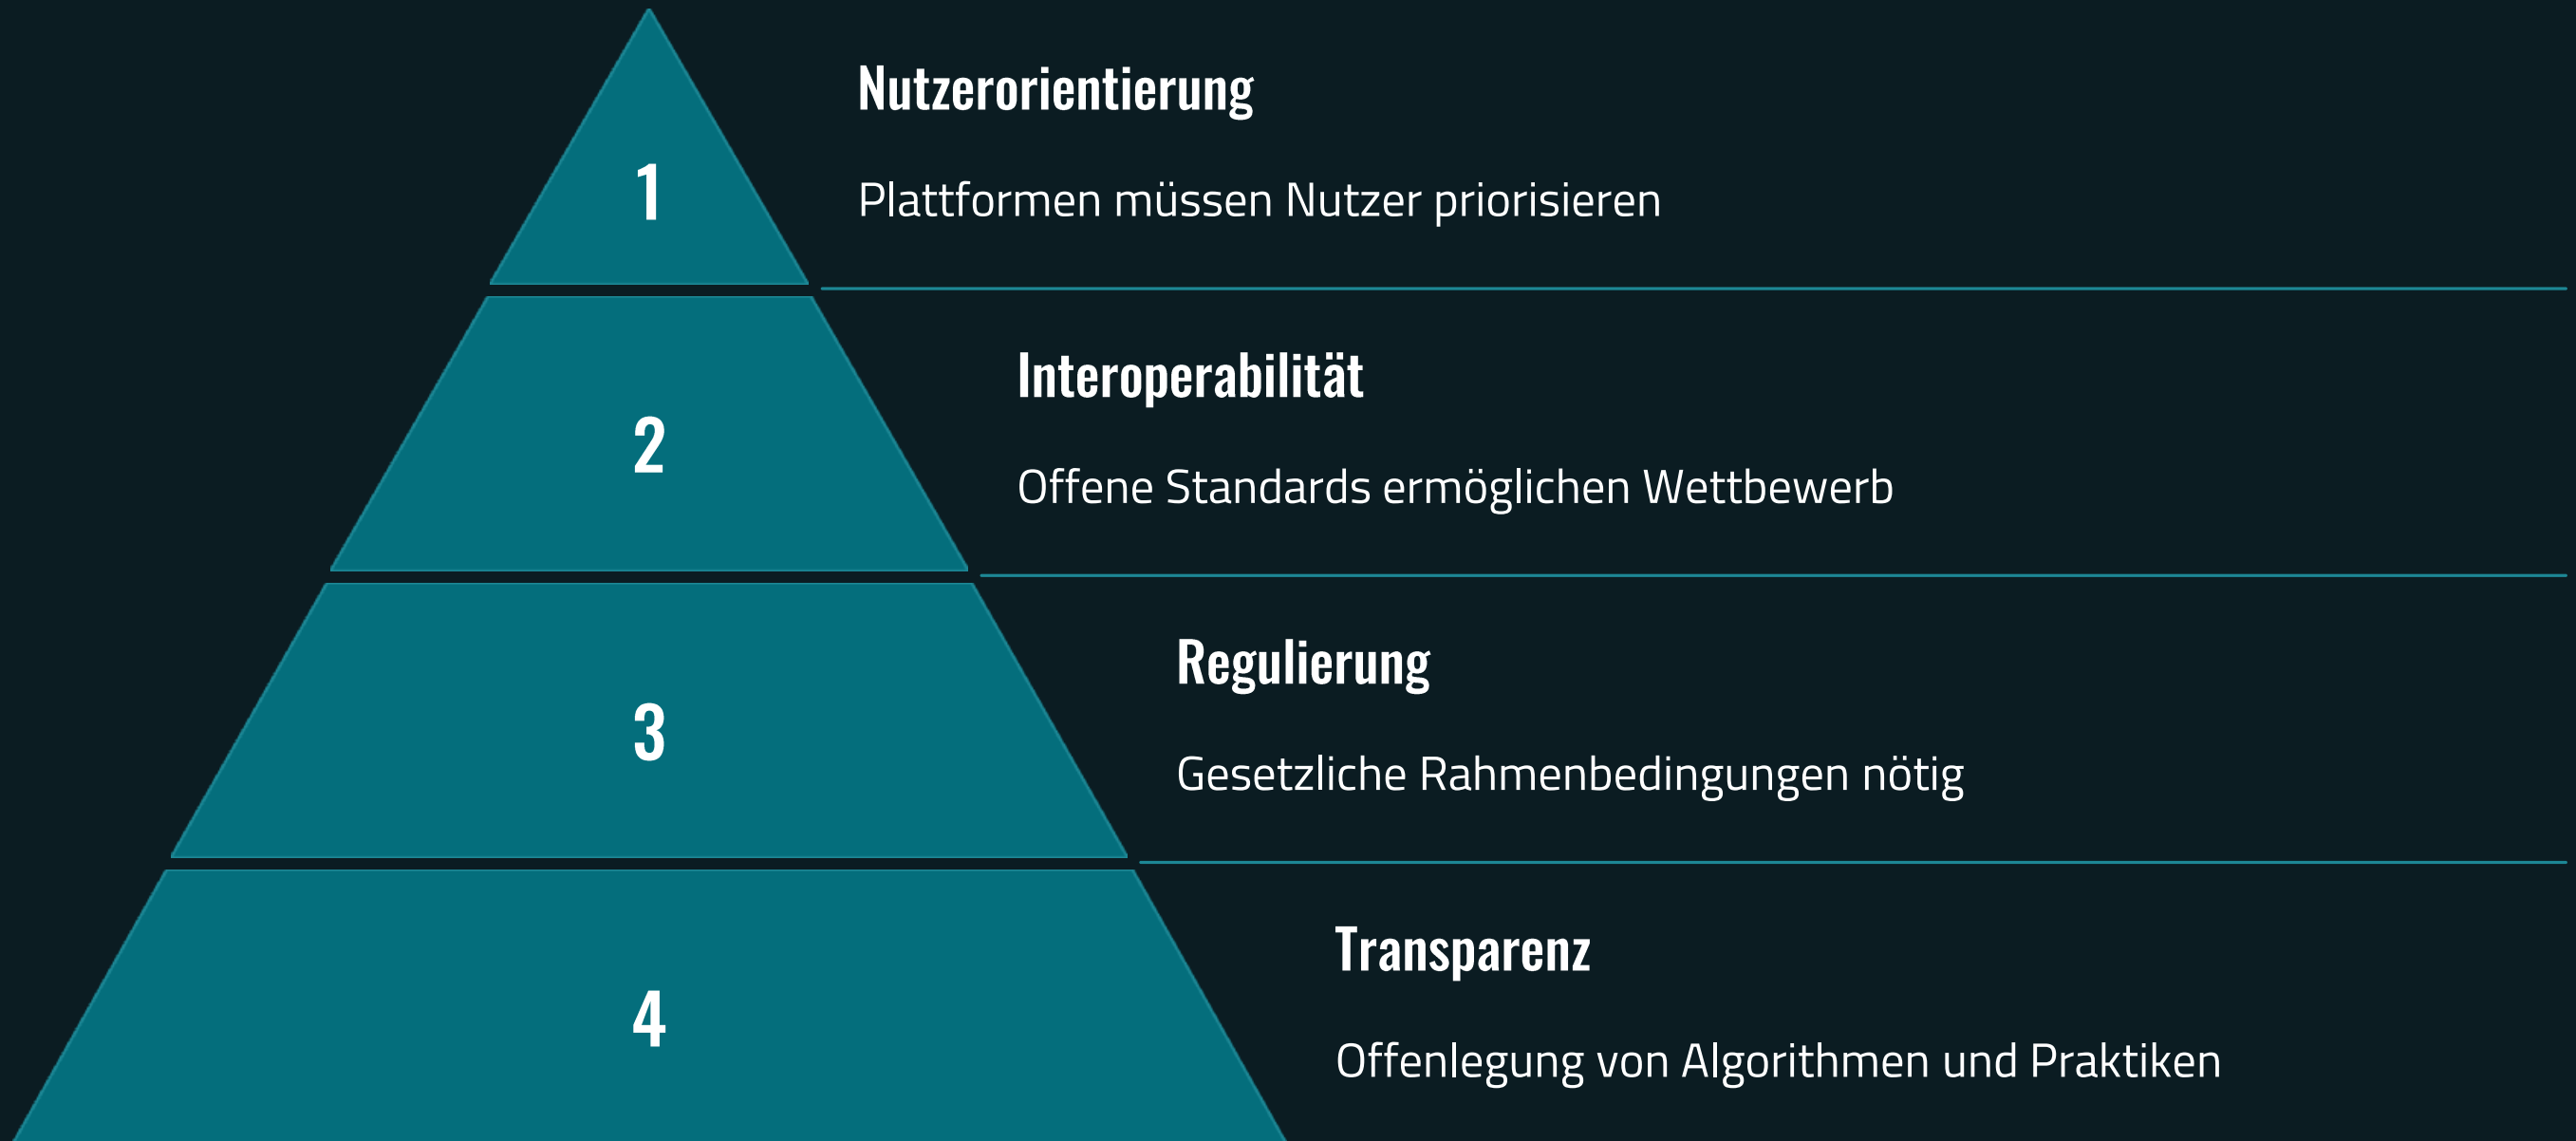 1
Nutzerorientierung
Plattformen müssen Nutzer priorisieren
2
Interoperabilität
Offene Standards ermöglichen Wettbewerb
3
Regulierung
Gesetzliche Rahmenbedingungen nötig
4
Transparenz
Offenlegung von Algorithmen und Praktiken